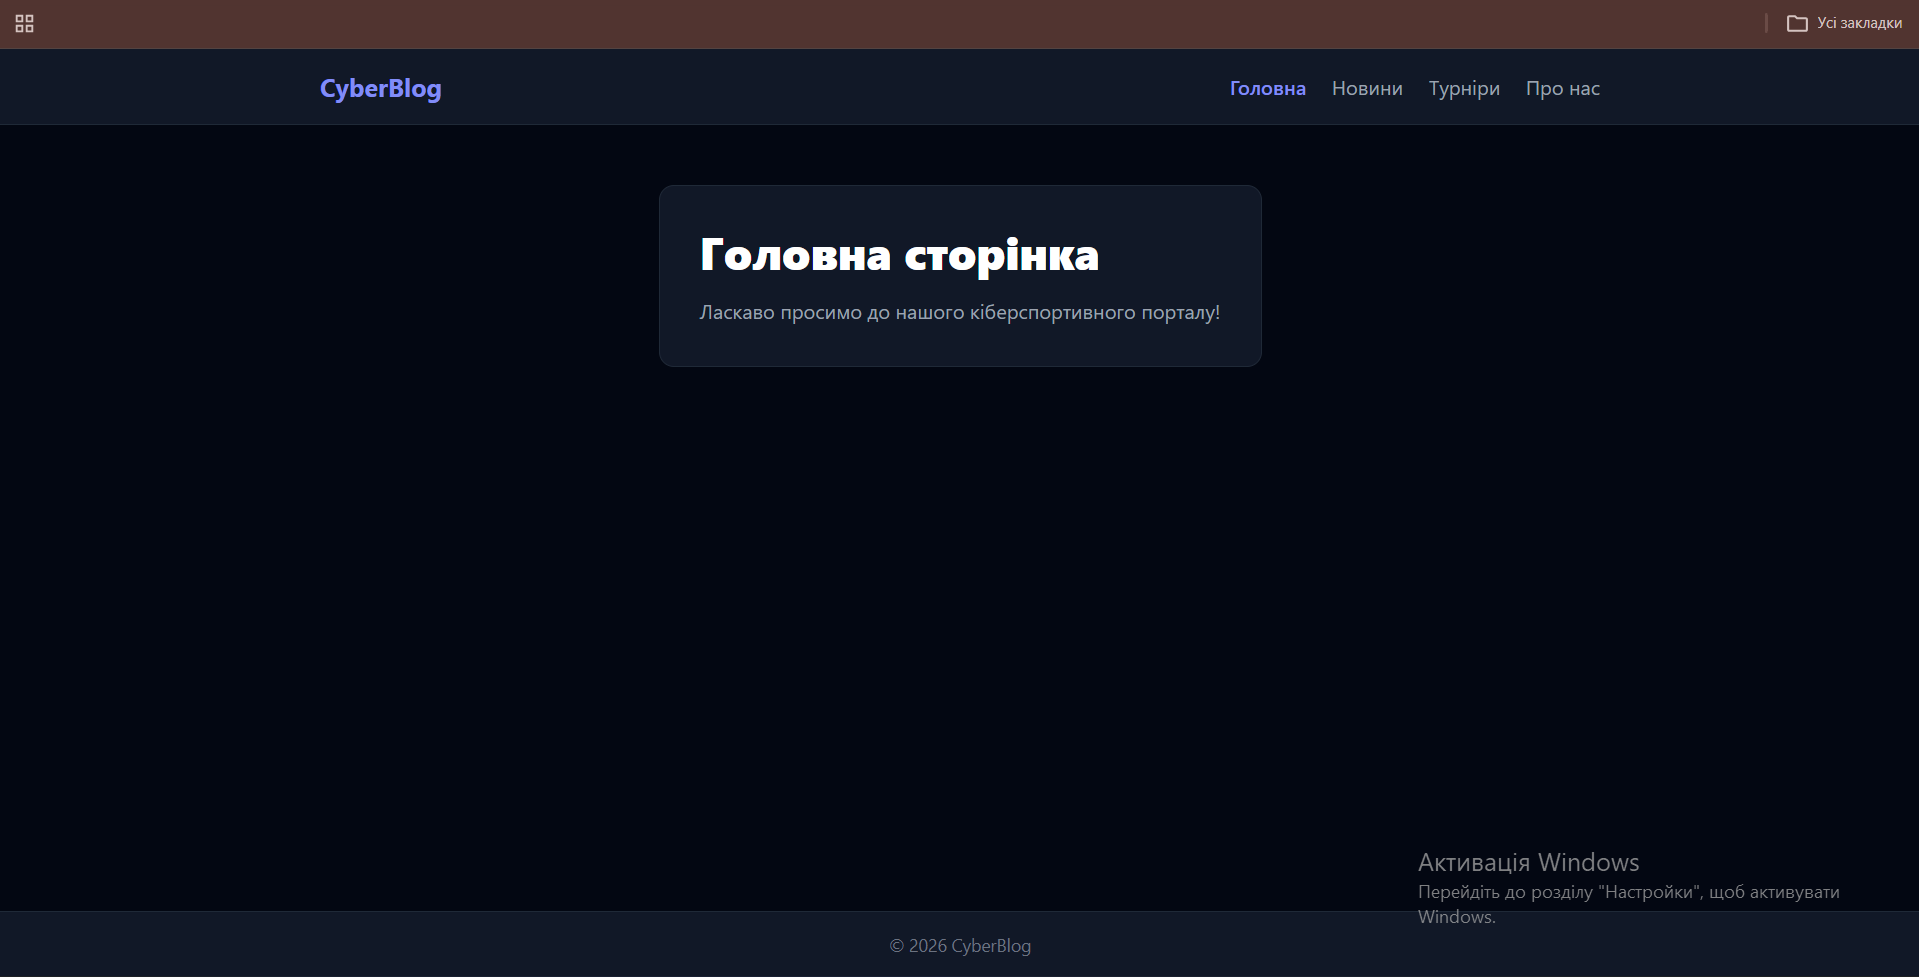 Усі закладки
CyberBlog
Головна
Новини
Турніри
Про нас
Головна сторінка
Ласкаво просимо до нашого кіберспортивного порталу!
Активація Windows
Перейдіть до розділу "Настройки", щоб активувати
Windows.
© 2026 CyberBlog